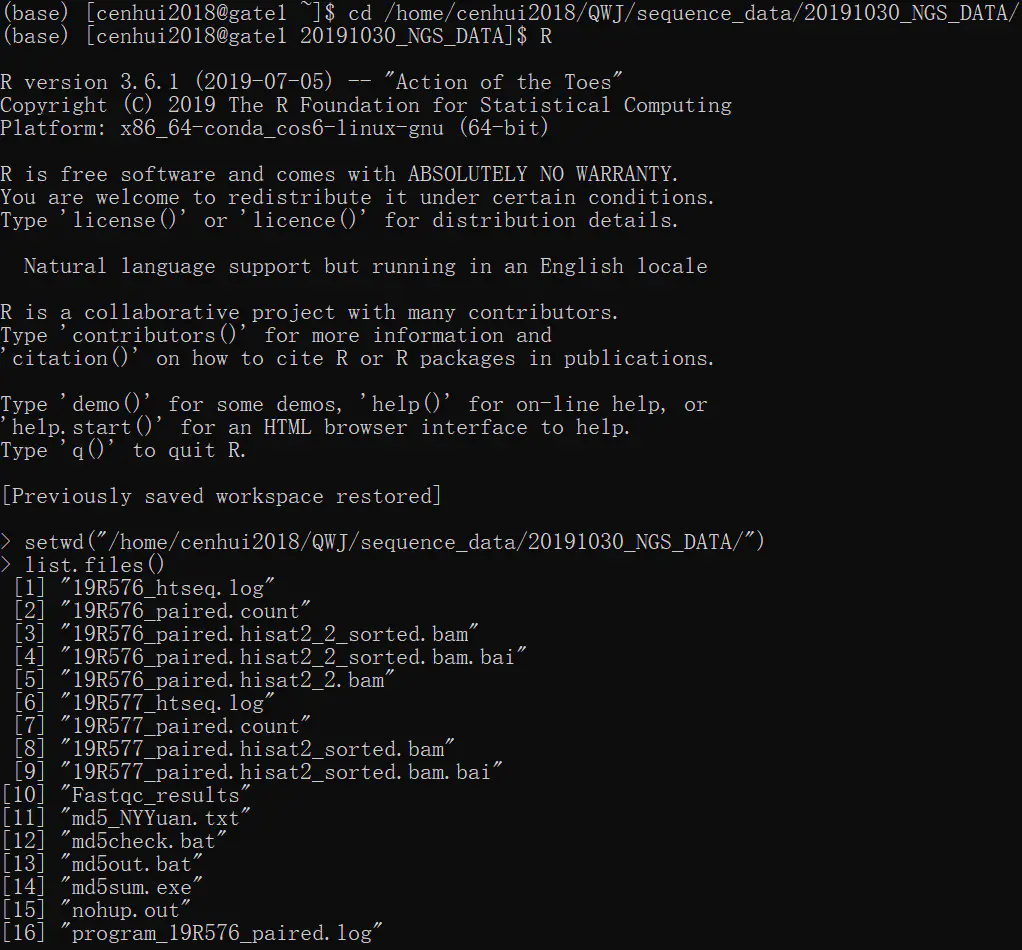 (base) [cenhui2018@gate1 ~]$ cd /home/cenhui2018/QWJ/sequence_data/20191030_NGS_DATA/
(base) [cenhui2018@gate1 20191030_NGS_DATA]$ R
R version 3.6.1 (2019-07-05) -- "Action of the Toes"
Copyright (C) 2019 The R Foundation for Statistical Computing
Platform: x86_64-conda_cos6-linux-gnu (64-bit)
R is free software and comes with ABSOLUTELY NO WARRANTY.
You are welcome to redistribute it under certain conditions.
Type 'license()' or 'licence()' for distribution details.
Natural language support but running in an English locale
R is a collaborative project with many contributors.
Type 'contributors()' for more information and
'citation()' on how to cite R or R packages in publications.
Type 'demo()' for some demos, 'help()' for on-line help, or
'help.start()' for an HTML browser interface to help.
Type 'q()' to quit R.
[Previously saved workspace restored]
> setwd("/home/cenhui2018/QWJ/sequence_data/20191030_NGS_DATA/")
> list.files()
[1] "19R576_htseq.log"
[2] "19R576_paired.count"
[3] "19R576_paired.hisat2_2_sorted.bam"
[4] "19R576_paired.hisat2_2_sorted.bam.bai"
[5] "19R576_paired.hisat2_2.bam"
[6] "19R577_htseq.log"
[7] "19R577_paired.count"
[8] "19R577_paired.hisat2_sorted.bam"
[9] "19R577_paired.hisat2_sorted.bam.bai"
[10] "Fastqc_results"
[11] "md5_NYYuan.txt"
[12] "md5check.bat"
[13] "md5out.bat"
[14] "md5sum.exe"
[15] "nohup.out"
[16] "program_19R576_paired.log"